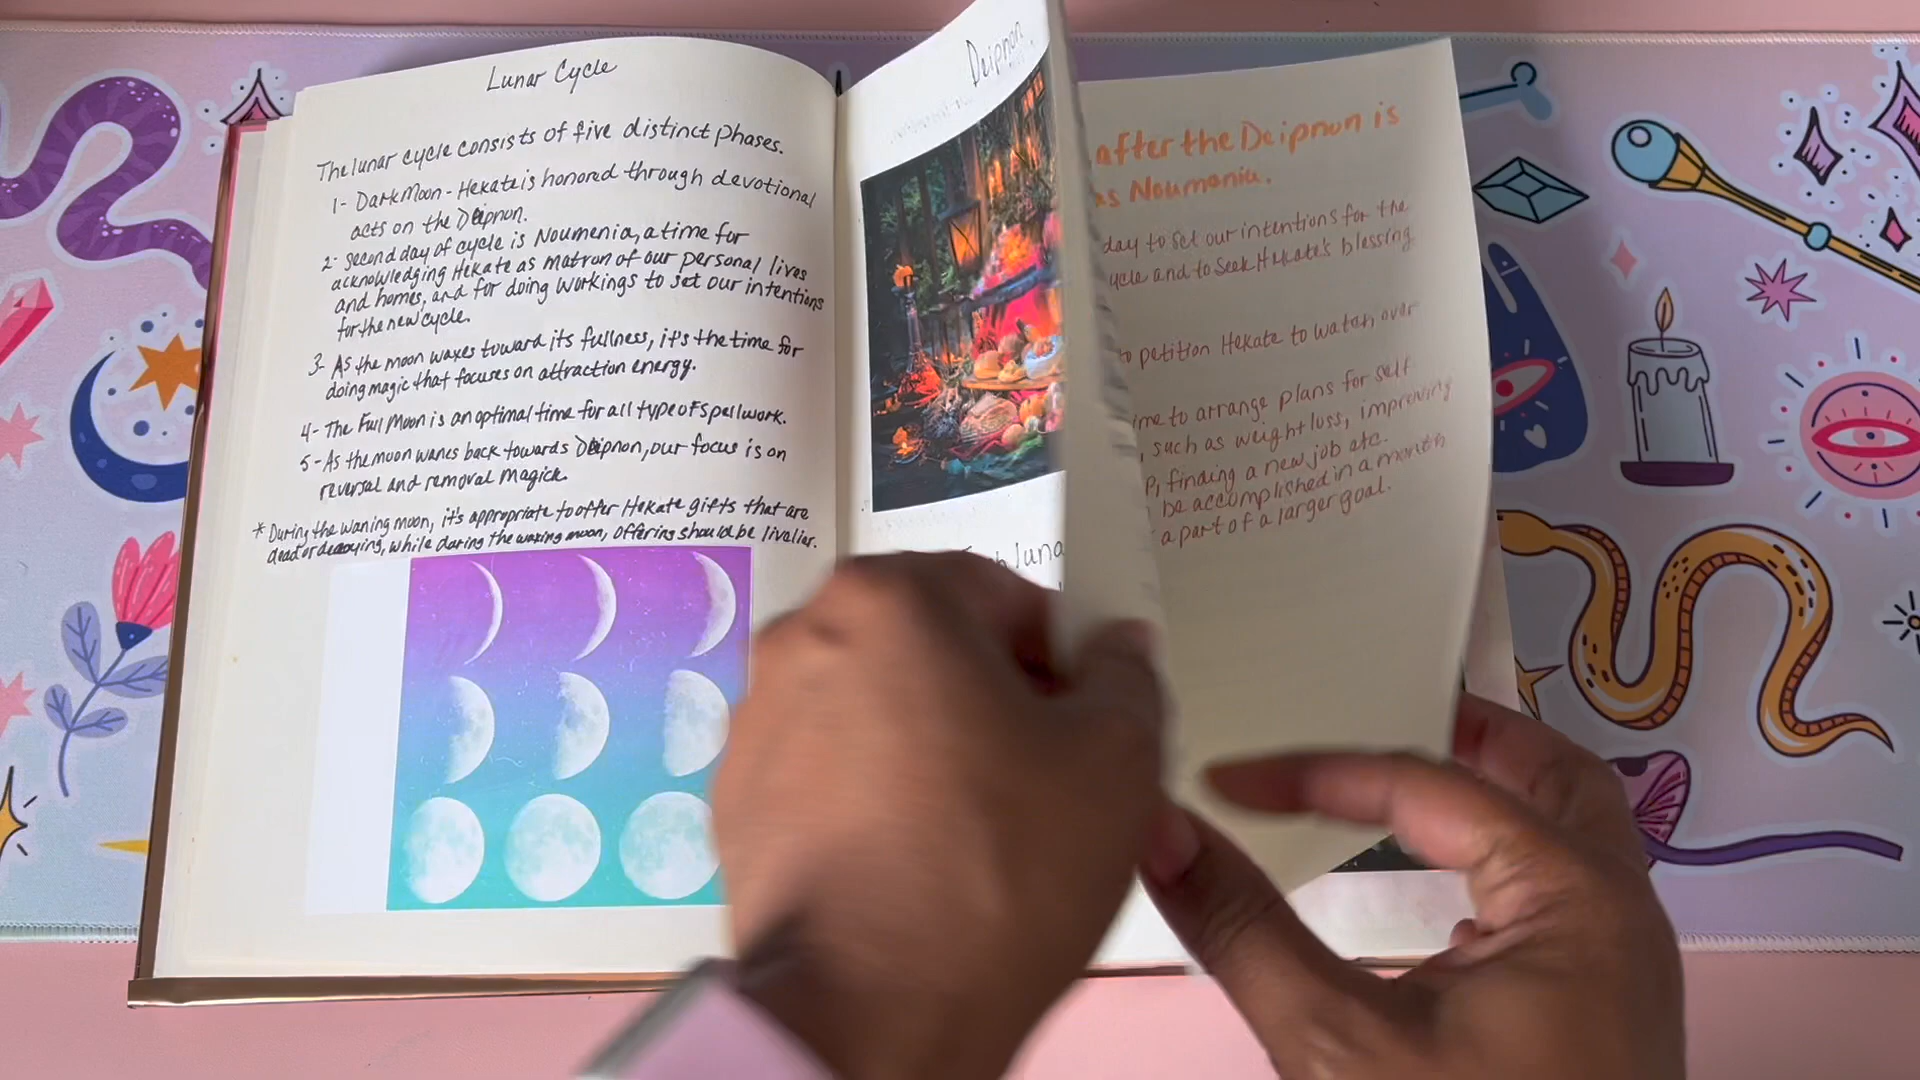 Lunar Cycle
The lunar cycle consists of five distinct phases.
1- Dark Moon - Hekate is honored through devotional
acts on the Deipnon.
2- Second day of cycle is Noumenia, a time for
acknowledging Hekate as matron of our personal lives
and homes, and for doing workings to set our intentions
for the new cycle.
3- As the moon waxes toward its fullness, it's the time for
doing magic that focuses on attraction energy.
4- The Full Moon is an optimal time for all type of spellwork.
5- As the moon wanes back towards Deipnon, our focus is on
reversal and removal magick.
* During the waning moon, it's appropriate to offer Hekate gifts that are
dead or decaying, while during the waxing moon, offering should be livelier.
Deipnon
luna
after the Deipnon is
as Noumenia.
day to set our intentions for the
ycle and to seek Hekate's blessing
to petition Hekate to watch over
ime to arrange plans for self
, such as weight loss, improving
P, finding a new job etc.
be accomplished in a month
a part of a larger goal.